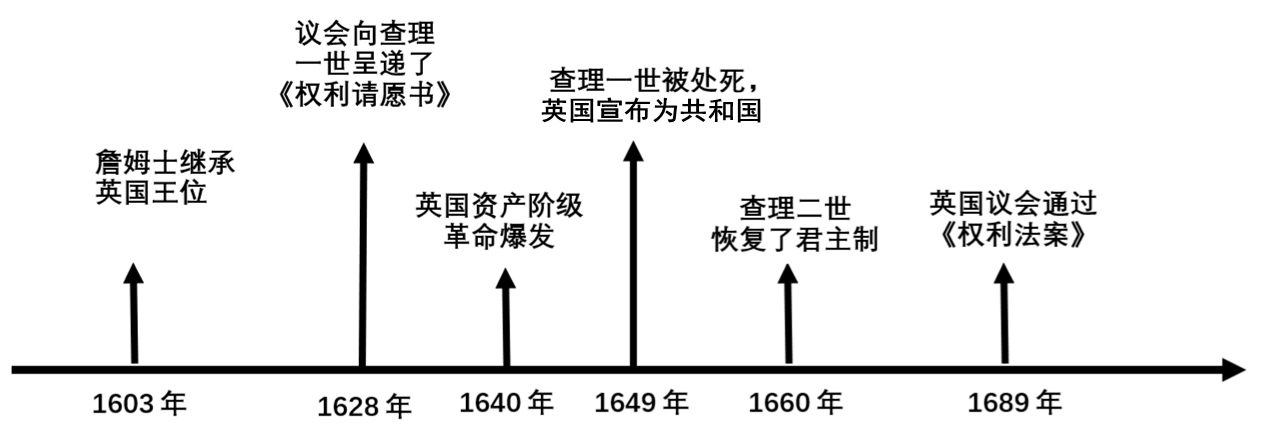 詹姆士继承
英国王位
议会向查理
一世呈递了
《权利请愿书》
英国资产阶级
革命爆发
查理一世被处死，
英国宣布为共和国
查理二世
恢复了君主制
英国议会通过
《权利法案》
1603年
1628年
1640年
1649年
1660年
1689年